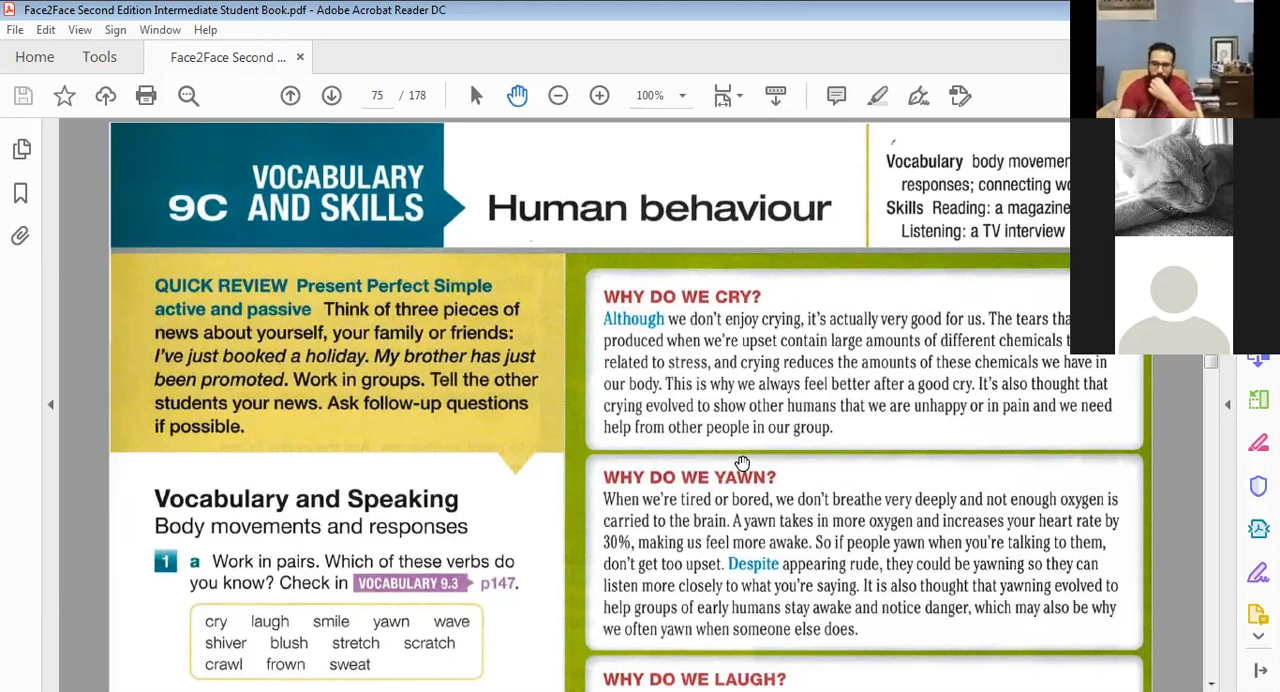 Face2Face Second Edition Intermediate Student Book.pdf - Adobe Acrobat Reader DC
File Edit View Sign Window Help
Home Tools Face2Face Second ... ×
75 / 178 100%
9C VOCABULARY AND SKILLS
Human behaviour
Vocabulary body
responses; connecting
Skills Reading: a magazine
Listening: a TV interview
QUICK REVIEW Present Perfect Simple
active and passive Think of three pieces of
news about yourself, your family or friends:
I've just booked a holiday. My brother has just
been promoted. Work in groups. Tell the other
students your news. Ask follow-up questions
if possible.
Vocabulary and Speaking
Body movements and responses
1 a Work in pairs. Which of these verbs do
you know? Check in VOCABULARY 9.3 p147.
cry laugh smile yawn wave
shiver blush stretch scratch
crawl frown sweat
WHY DO WE CRY?
Although we don't enjoy crying, it's actually very good for us. The tears
produced when we're upset contain large amounts of different chemicals
related to stress, and crying reduces the amounts of these chemicals we have in
our body. This is why we always feel better after a good cry. It's also thought that
crying evolved to show other humans that we are unhappy or in pain and we need
help from other people in our group.
WHY DO WE YAWN?
When we're tired or bored, we don't breathe very deeply and not enough oxygen is
carried to the brain. A yawn takes in more oxygen and increases your heart rate by
30%, making us feel more awake. So if people yawn when you're talking to them,
don't get too upset. Despite appearing rude, they could be yawning so they can
listen more closely to what you're saying. It is also thought that yawning evolved to
help groups of early humans stay awake and notice danger, which may also be why
we often yawn when someone else does.
WHY DO WE LAUGH?